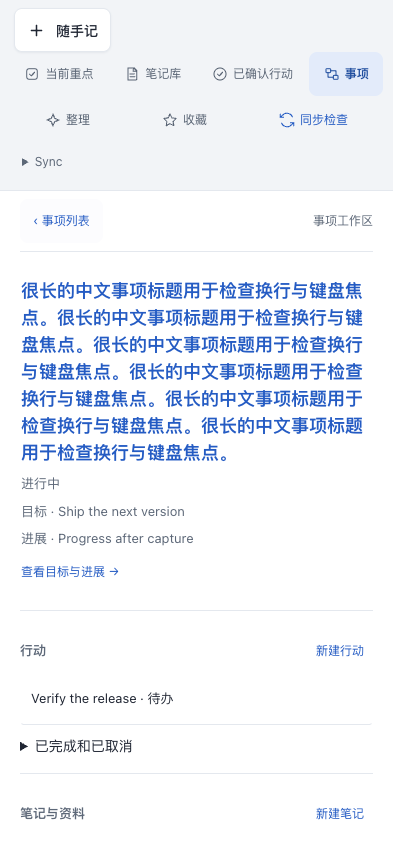 随手记
当前重点 笔记库 已确认行动 事项
整理 收藏 同步检查
Sync
‹ 事项列表 事项工作区
很长的中文事项标题用于检查换行与键盘焦
点。很长的中文事项标题用于检查换行与键
盘焦点。很长的中文事项标题用于检查换行
与键盘焦点。很长的中文事项标题用于检查
换行与键盘焦点。很长的中文事项标题用于
检查换行与键盘焦点。很长的中文事项标题
用于检查换行与键盘焦点。
进行中
目标 · Ship the next version
进展 · Progress after capture
查看目标与进展 →
行动 新建行动
Verify the release · 待办
已完成和已取消
笔记与资料 新建笔记